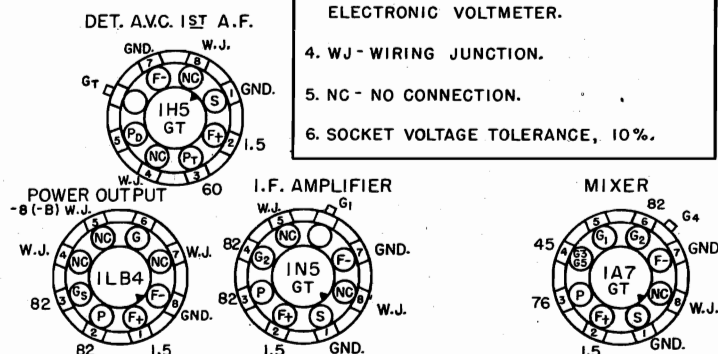 ELECTRONIC VOLTMETER.
4. WJ - WIRING JUNCTION.
5. NC - NO CONNECTION.
6. SOCKET VOLTAGE TOLERANCE, 10%.
DET. A.V.C. 1ST A.F.
GND. W.J.
7 8
GT F- NC 1 GND.
1H5 S
GT
5 PD F+ 2 1.5
NC PT
4 3
W.J. 60
POWER OUTPUT
-8 (-B) W.J.
5 6
NC G
W.J. 4 NC NC 7 W.J.
1LB4
3 GS F- 8 GND.
82 P F+
2 1
82 1.5
I.F. AMPLIFIER
W.J. G1
5
NC
82 4 G2 F- 7 GND.
1N5
GT
82 3 P NC 8 W.J.
F+ S
2 1
1.5 GND.
MIXER
82
5 6 G4
G1 G2
45 4 G3 G5 F- 7 GND.
1A7
GT
76 3 P NC 8 W.J.
F+ S
2 1
1.5 GND.